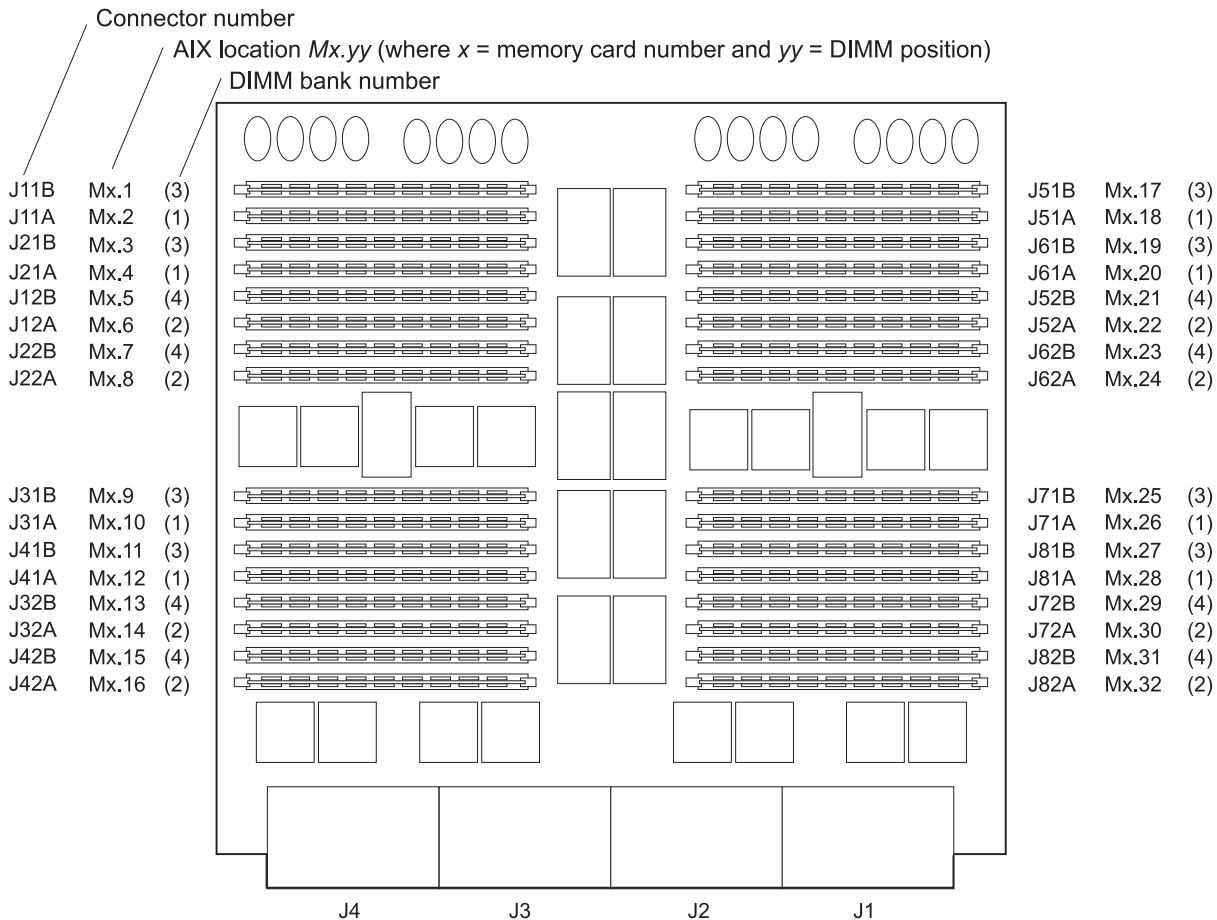 Connector number
AIX location Mx.yy (where x = memory card number and yy = DIMM position)
DIMM bank number
J11B Mx.1 (3)
J11A Mx.2 (1)
J21B Mx.3 (3)
J21A Mx.4 (1)
J12B Mx.5 (4)
J12A Mx.6 (2)
J22B Mx.7 (4)
J22A Mx.8 (2)
J31B Mx.9 (3)
J31A Mx.10 (1)
J41B Mx.11 (3)
J41A Mx.12 (1)
J32B Mx.13 (4)
J32A Mx.14 (2)
J42B Mx.15 (4)
J42A Mx.16 (2)
J51B Mx.17 (3)
J51A Mx.18 (1)
J61B Mx.19 (3)
J61A Mx.20 (1)
J52B Mx.21 (4)
J52A Mx.22 (2)
J62B Mx.23 (4)
J62A Mx.24 (2)
J71B Mx.25 (3)
J71A Mx.26 (1)
J81B Mx.27 (3)
J81A Mx.28 (1)
J72B Mx.29 (4)
J72A Mx.30 (2)
J82B Mx.31 (4)
J82A Mx.32 (2)
J4 J3 J2 J1